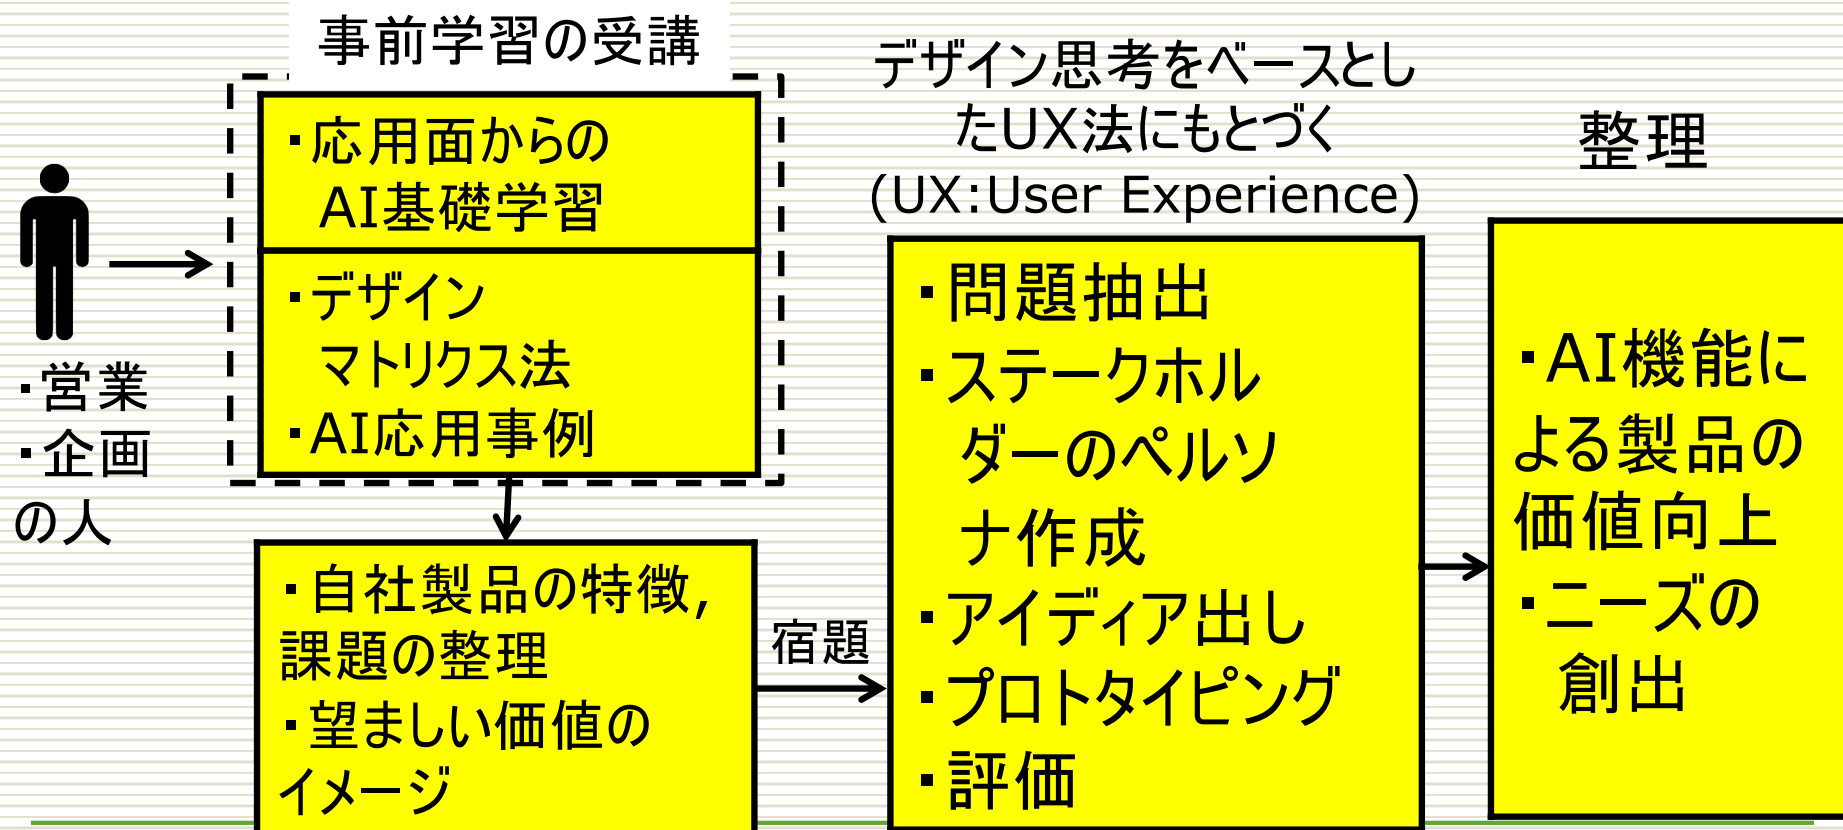 事前学習の受講
・応用面からの
AI基礎学習
・デザイン
マトリクス法
・AI応用事例
・営業
・企画
の人
・自社製品の特徴,
課題の整理
・望ましい価値の
イメージ
宿題
デザイン思考をベースとし
たUX法にもとづく
(UX:User Experience)
・問題抽出
・ステークホル
ダーのペルソ
ナ作成
・アイディア出し
・プロトタイピング
・評価
整理
・AI機能に
よる製品の
価値向上
・ニーズの
創出